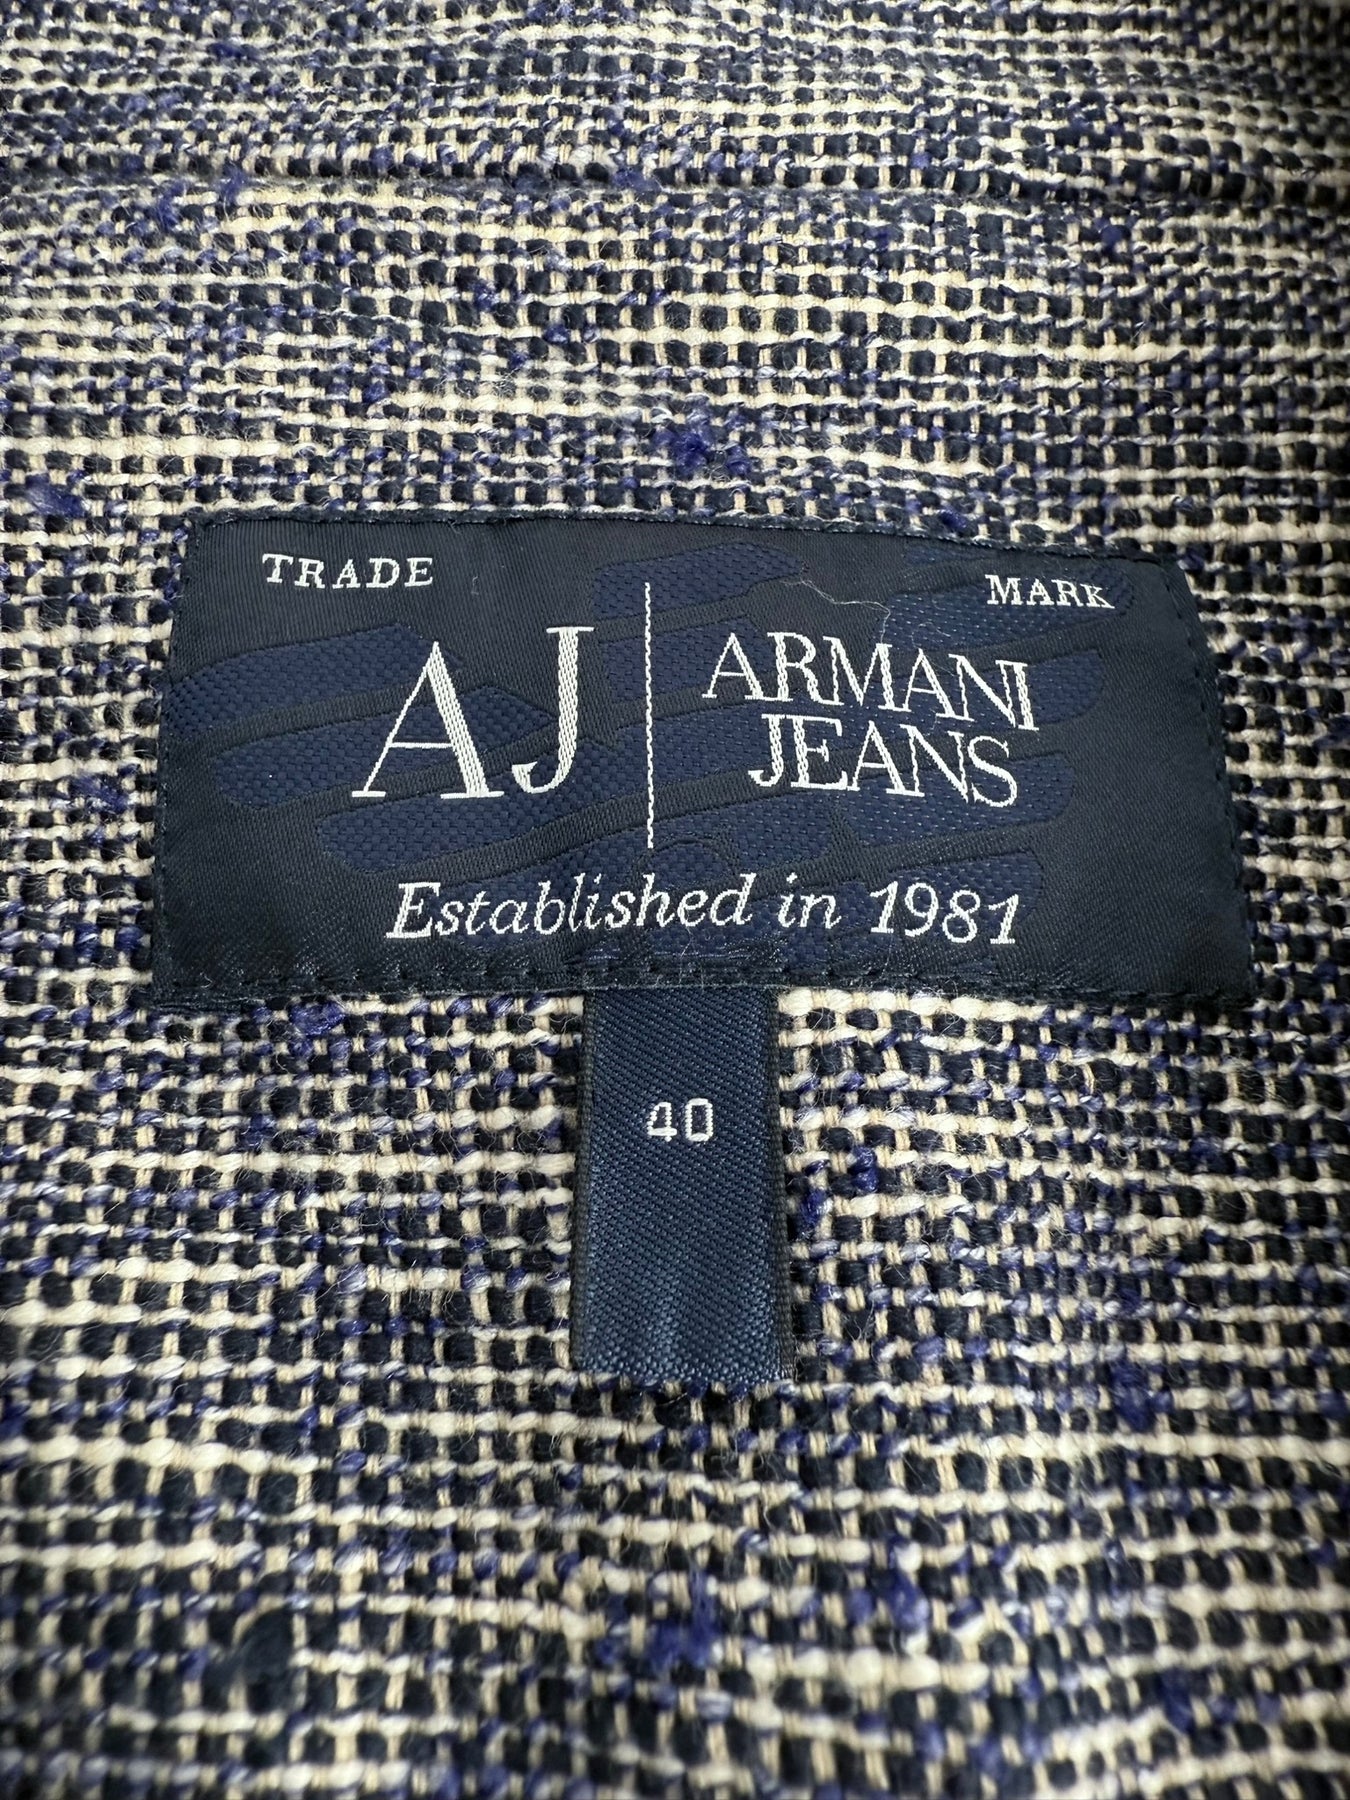 TRADE MARK
AJ ARMANI
JEANS
Established in 1981
40